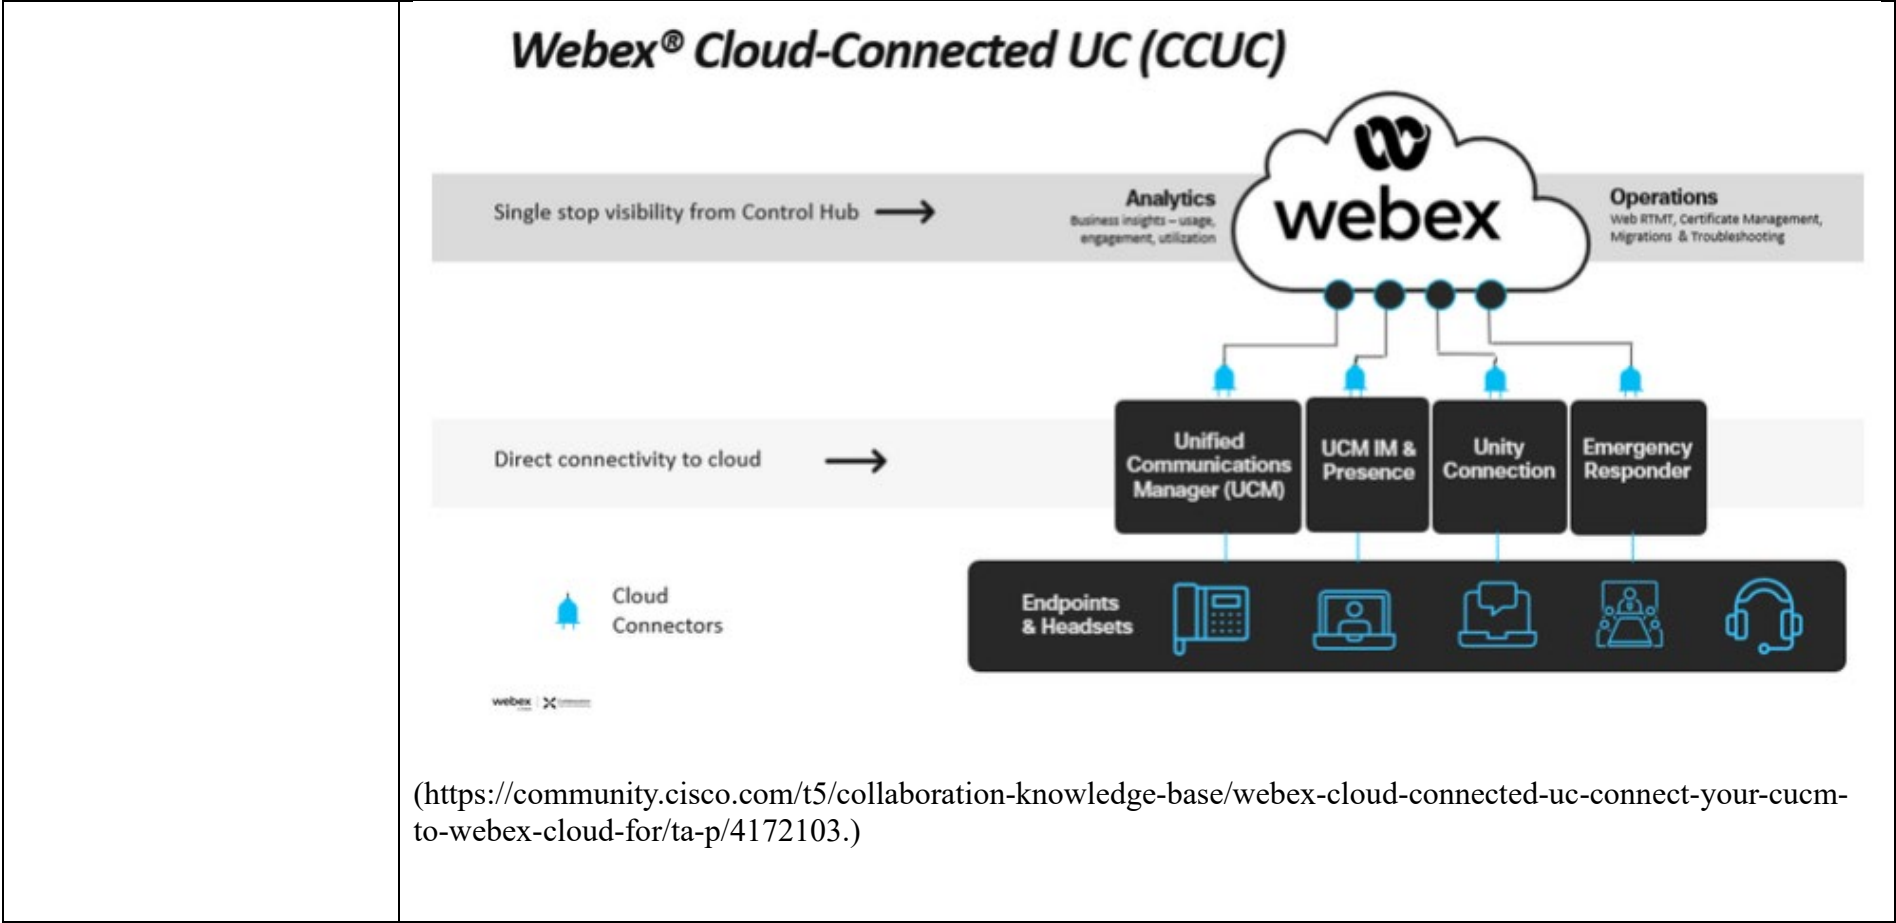 Webex® Cloud-Connected UC (CCUC)
Single stop visibility from Control Hub
Analytics
Business insights – usage,
engagement, utilization
webex
Operations
Web RTMT, Certificate Management,
Migrations & Troubleshooting
Direct connectivity to cloud
Unified
Communications
Manager (UCM)
UCM IM &
Presence
Unity
Connection
Emergency
Responder
Cloud
Connectors
Endpoints
& Headsets
webex
(https://community.cisco.com/t5/collaboration-knowledge-base/webex-cloud-connected-uc-connect-your-cucm-
to-webex-cloud-for/ta-p/4172103.)